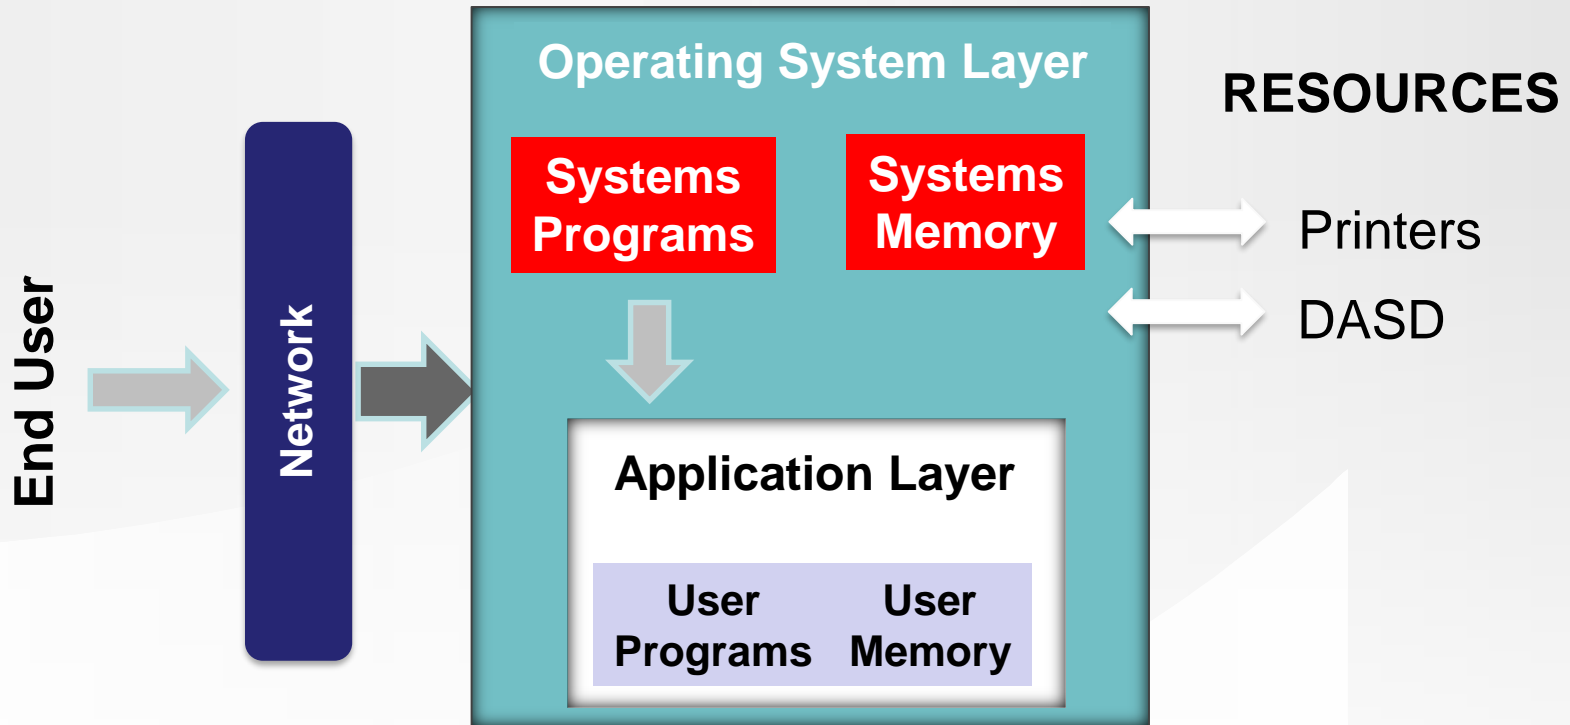 End User
Network
Operating System Layer
Systems
Programs
Systems
Memory
Application Layer
User
Programs
User
Memory
RESOURCES
Printers
DASD